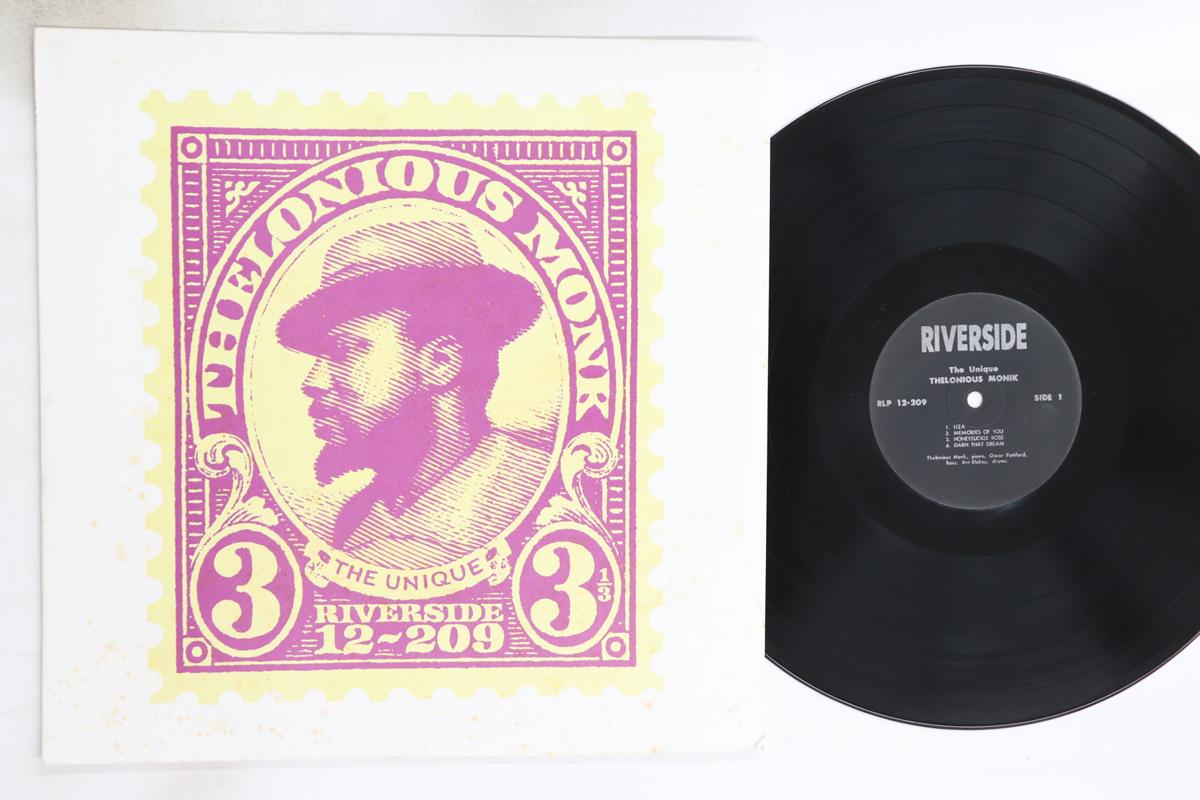 THELONIOUS MONK
THE UNIQUE
3
3 1/3
RIVERSIDE
12-209
RIVERSIDE
The Unique
THELONIOUS MONIK
RLP 12-209
SIDE 1
1. LIZA
2. MEMORIES OF YOU
3. HONEYSUCKLE ROSE
4. DARN THAT DREAM
Thelonious Monk, piano, Oscar Pettiford,
bass; Art Blakey, drums.